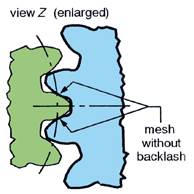 view Z (enlarged)
mesh
without
backlash